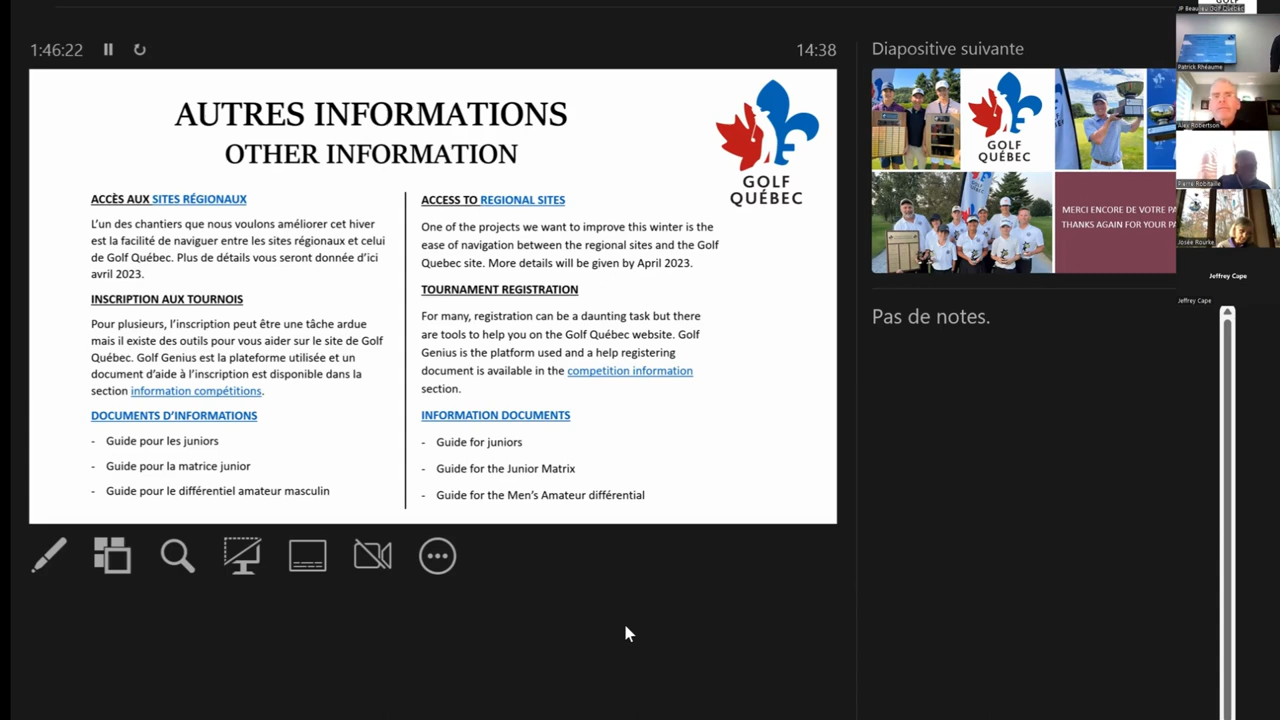 1:46:22
14:38
AUTRES INFORMATIONS
OTHER INFORMATION
GOLF
QUÉBEC
ACCÈS AUX SITES RÉGIONAUX
L'un des chantiers que nous voulons améliorer cet hiver
est la facilité de naviguer entre les sites régionaux et celui
de Golf Québec. Plus de détails vous seront donnée d'ici
avril 2023.
INSCRIPTION AUX TOURNOIS
Pour plusieurs, l'inscription peut être une tâche ardue
mais il existe des outils pour vous aider sur le site de Golf
Québec. Golf Genius est la plateforme utilisée et un
document d'aide à l'inscription est disponible dans la
section information compétitions.
DOCUMENTS D'INFORMATIONS
- Guide pour les juniors
- Guide pour la matrice junior
- Guide pour le différentiel amateur masculin
ACCESS TO REGIONAL SITES
One of the projects we want to improve this winter is the
ease of navigation between the regional sites and the Golf
Quebec site. More details will be given by April 2023.
TOURNAMENT REGISTRATION
For many, registration can be a daunting task but there
are tools to help you on the Golf Québec website. Golf
Genius is the platform used and a help registering
document is available in the competition information
section.
INFORMATION DOCUMENTS
- Guide for juniors
- Guide for the Junior Matrix
- Guide for the Men's Amateur différential
Diapositive suivante
GOLF
QUÉBEC
MERCI ENCORE DE VOTRE PA
THANKS AGAIN FOR YOUR PA
Pas de notes.
JP Beaulieu Golf Québec
Patrick Rhéaume
Alex Robertson
Pierre Robitaille
Josée Rourke
Jeffrey Cape
Jeffrey Cape